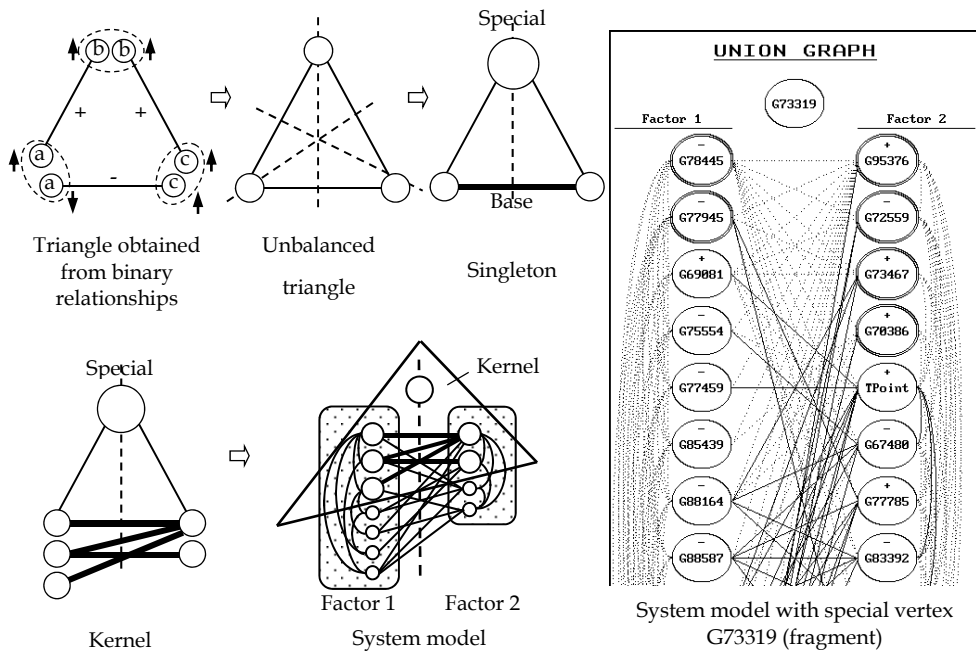 b b
+ +
a c
a - c
Triangle obtained
from binary
relationships
Unbalanced
triangle
Special
Base
Singleton
Special
Kernel
Kernel
Factor 1 Factor 2
System model
UNION GRAPH
G73319
Factor 1 Factor 2
- +
G78445 G95376
- -
G77945 G72559
+ +
G69081 G73467
- +
G75554 G70386
- +
G77459 TPoint
- -
G85439 G67480
- +
G88164 G77785
- -
G88587 G83392
System model with special vertex
G73319 (fragment)